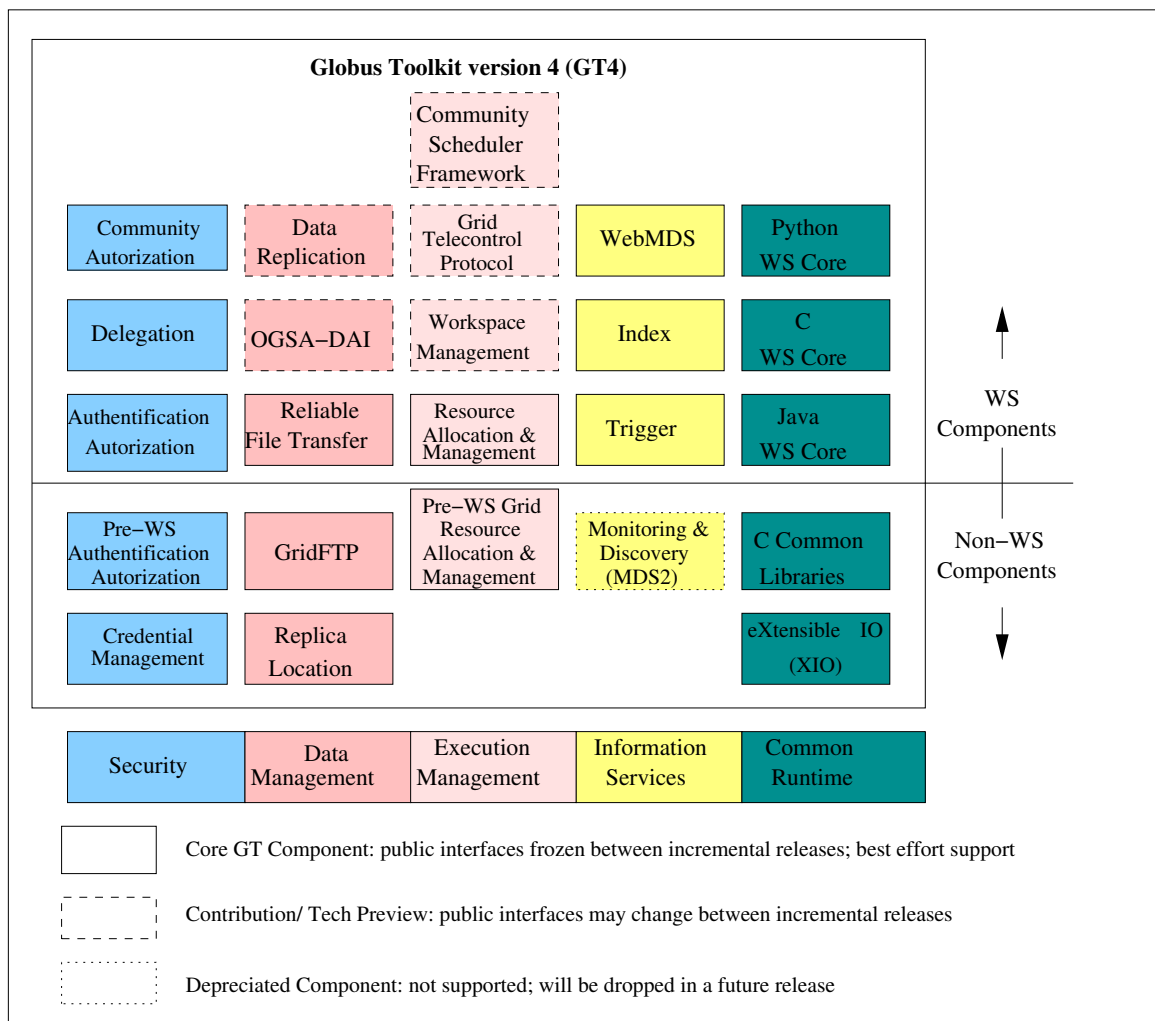 Globus Toolkit version 4 (GT4)
Community
Scheduler
Framework
Community
Autorization
Data
Replication
Grid
Telecontrol
Protocol
WebMDS
Python
WS Core
Delegation
OGSA−DAI
Workspace
Management
Index
C
WS Core
Authentification
Autorization
Reliable
File Transfer
Resource
Allocation &
Management
Trigger
Java
WS Core
WS
Components
Pre−WS
Authentification
Autorization
GridFTP
Pre−WS Grid
Resource
Allocation &
Management
Monitoring &
Discovery
(MDS2)
C Common
Libraries
Non−WS
Components
Credential
Management
Replica
Location
eXtensible IO
(XIO)
Security
Data
Management
Execution
Management
Information
Services
Common
Runtime
Core GT Component: public interfaces frozen between incremental releases; best effort support
Contribution/ Tech Preview: public interfaces may change between incremental releases
Depreciated Component: not supported; will be dropped in a future release